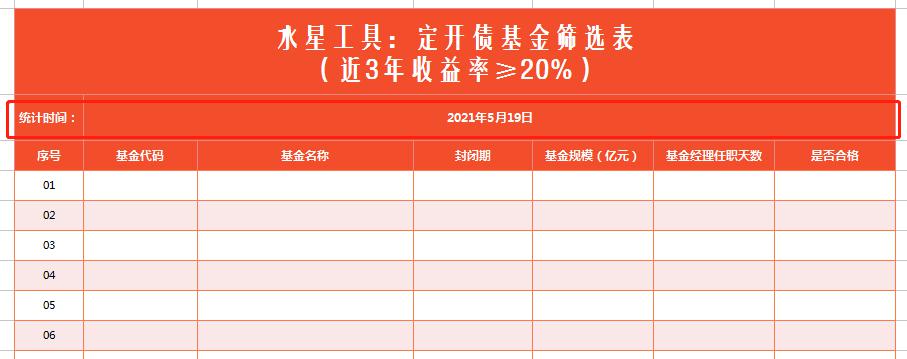 水星工具：定开债基金筛选表
（近3年收益率≥20%）
统计时间： 2021年5月19日
序号 基金代码 基金名称 封闭期 基金规模（亿元） 基金经理任职天数 是否合格
01
02
03
04
05
06